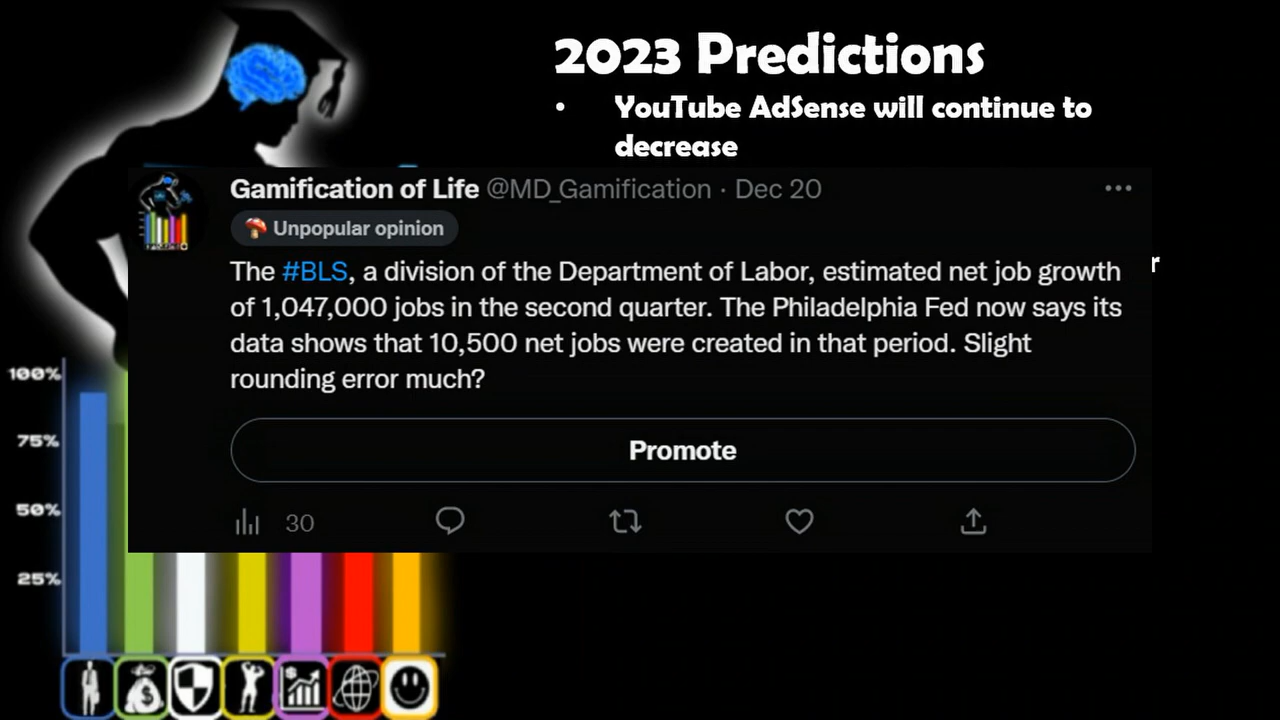 2023 Predictions
• YouTube AdSense will continue to
decrease
Gamification of Life @MD_Gamification · Dec 20
🍄 Unpopular opinion
The #BLS, a division of the Department of Labor, estimated net job growth
of 1,047,000 jobs in the second quarter. The Philadelphia Fed now says its
data shows that 10,500 net jobs were created in that period. Slight
rounding error much?
Promote
30
100%
75%
50%
25%